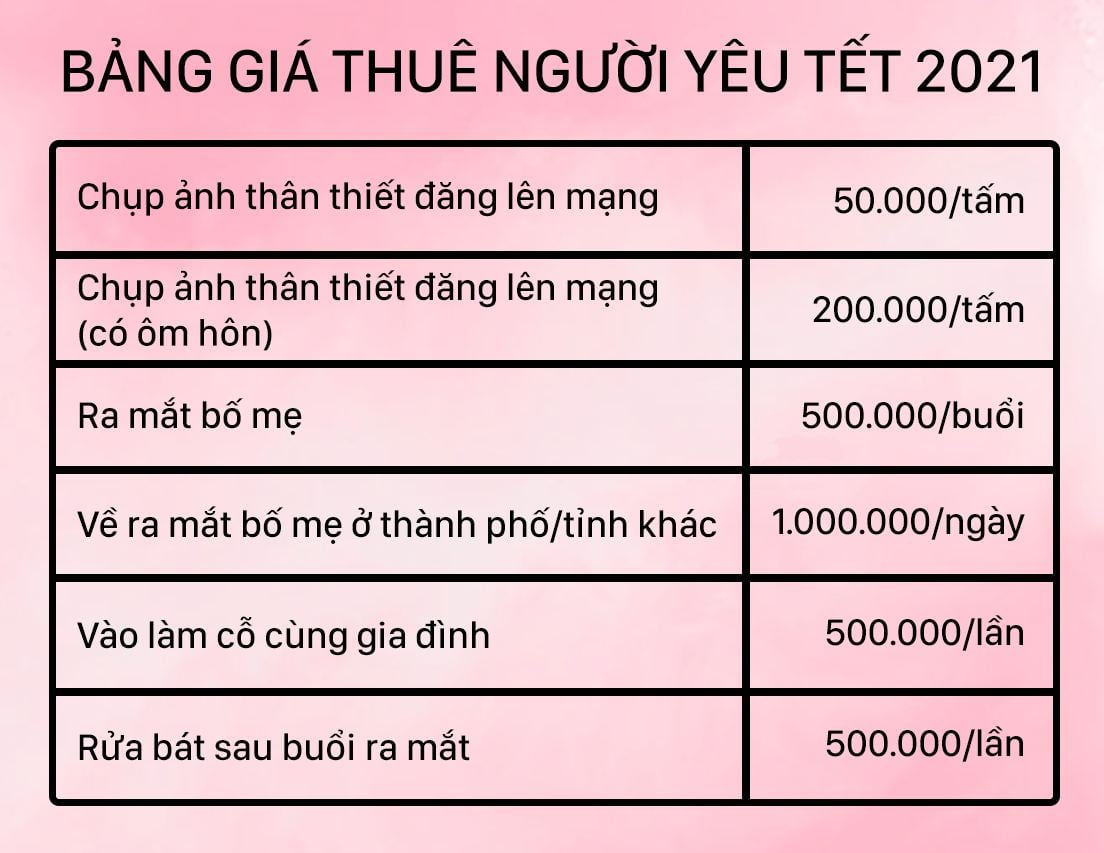 BẢNG GIÁ THUÊ NGƯỜI YÊU TẾT 2021
Chụp ảnh thân thiết đăng lên mạng
50.000/tấm
Chụp ảnh thân thiết đăng lên mạng
(có ôm hôn)
200.000/tấm
Ra mắt bố mẹ
500.000/buổi
Về ra mắt bố mẹ ở thành phố/tỉnh khác
1.000.000/ngày
Vào làm cỗ cùng gia đình
500.000/lần
Rửa bát sau buổi ra mắt
500.000/lần